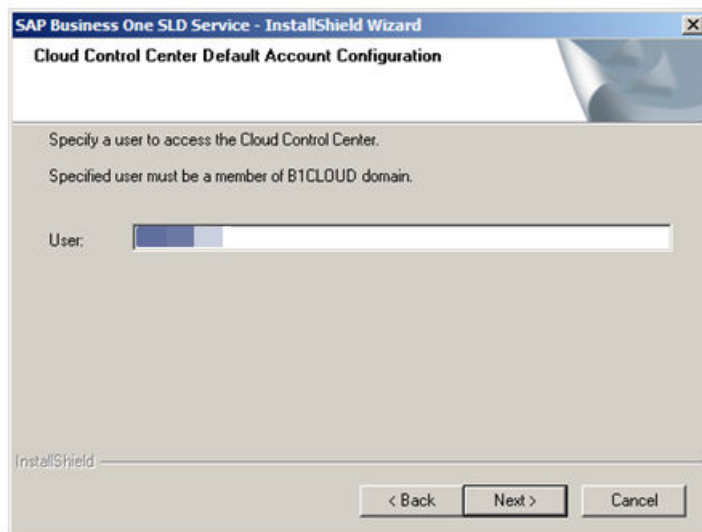 SAP Business One SLD Service - InstallShield Wizard
Cloud Control Center Default Account Configuration
Specify a user to access the Cloud Control Center.
Specified user must be a member of B1CLOUD domain.
User:
InstallShield
< Back Next > Cancel